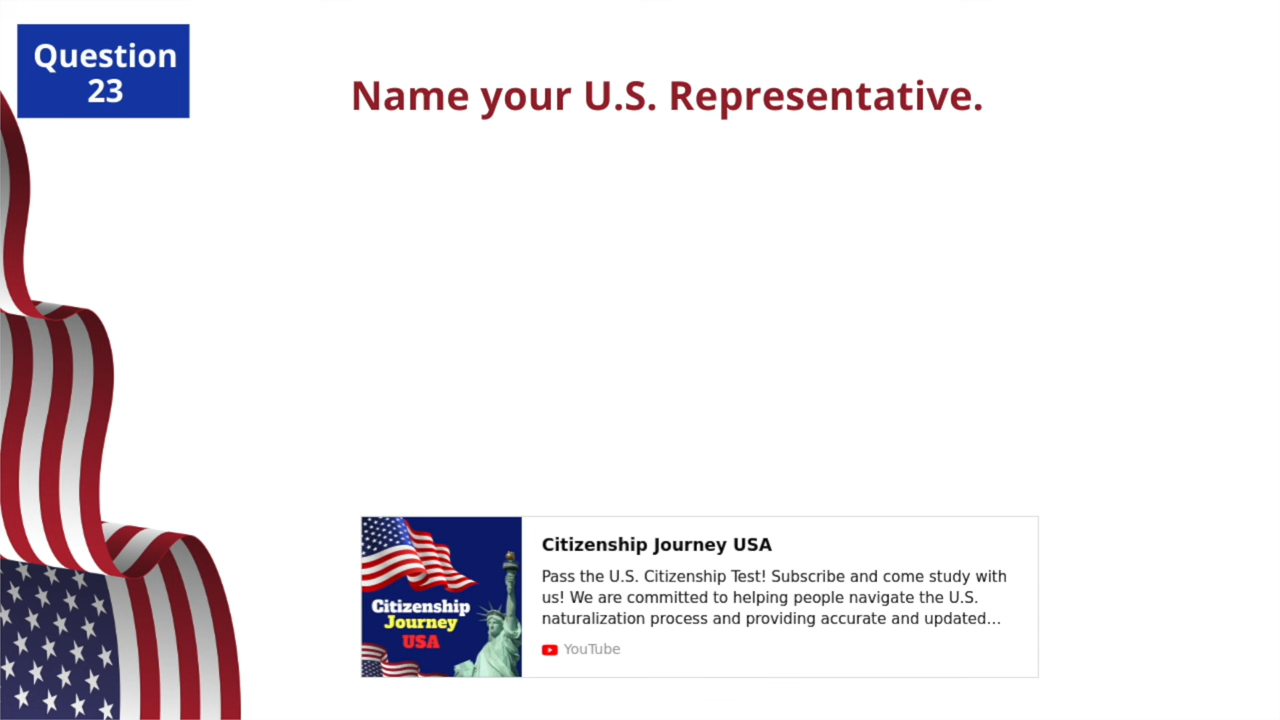 Question
23
Name your U.S. Representative.
Citizenship Journey USA
Pass the U.S. Citizenship Test! Subscribe and come study with
us! We are committed to helping people navigate the U.S.
naturalization process and providing accurate and updated...
YouTube
Citizenship
Journey
USA